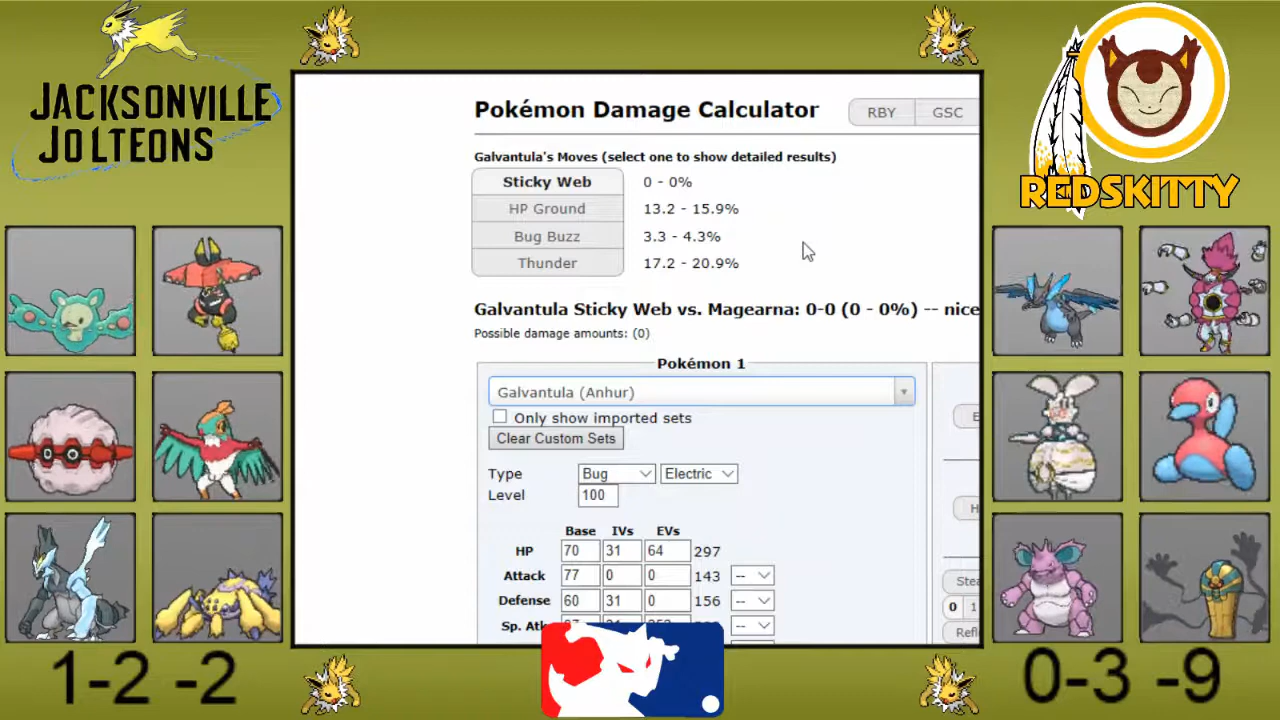 JACKSONVILLE
JOLTEONS
REDSKITTY
Pokémon Damage Calculator
RBY
GSC
Galvantula's Moves (select one to show detailed results)
Sticky Web 0 - 0%
HP Ground 13.2 - 15.9%
Bug Buzz 3.3 - 4.3%
Thunder 17.2 - 20.9%
Galvantula Sticky Web vs. Magearna: 0-0 (0 - 0%) -- nice
Possible damage amounts: (0)
Pokémon 1
Galvantula (Anhur)
Only show imported sets
Clear Custom Sets
Type Bug Electric
Level 100
Base IVs EVs
HP 70 31 64 297
Attack 77 0 0 143 --
Defense 60 31 0 156 --
Sp. Atk --
E
H
Stea
0 1
Refl
1-2 -2
0-3 -9